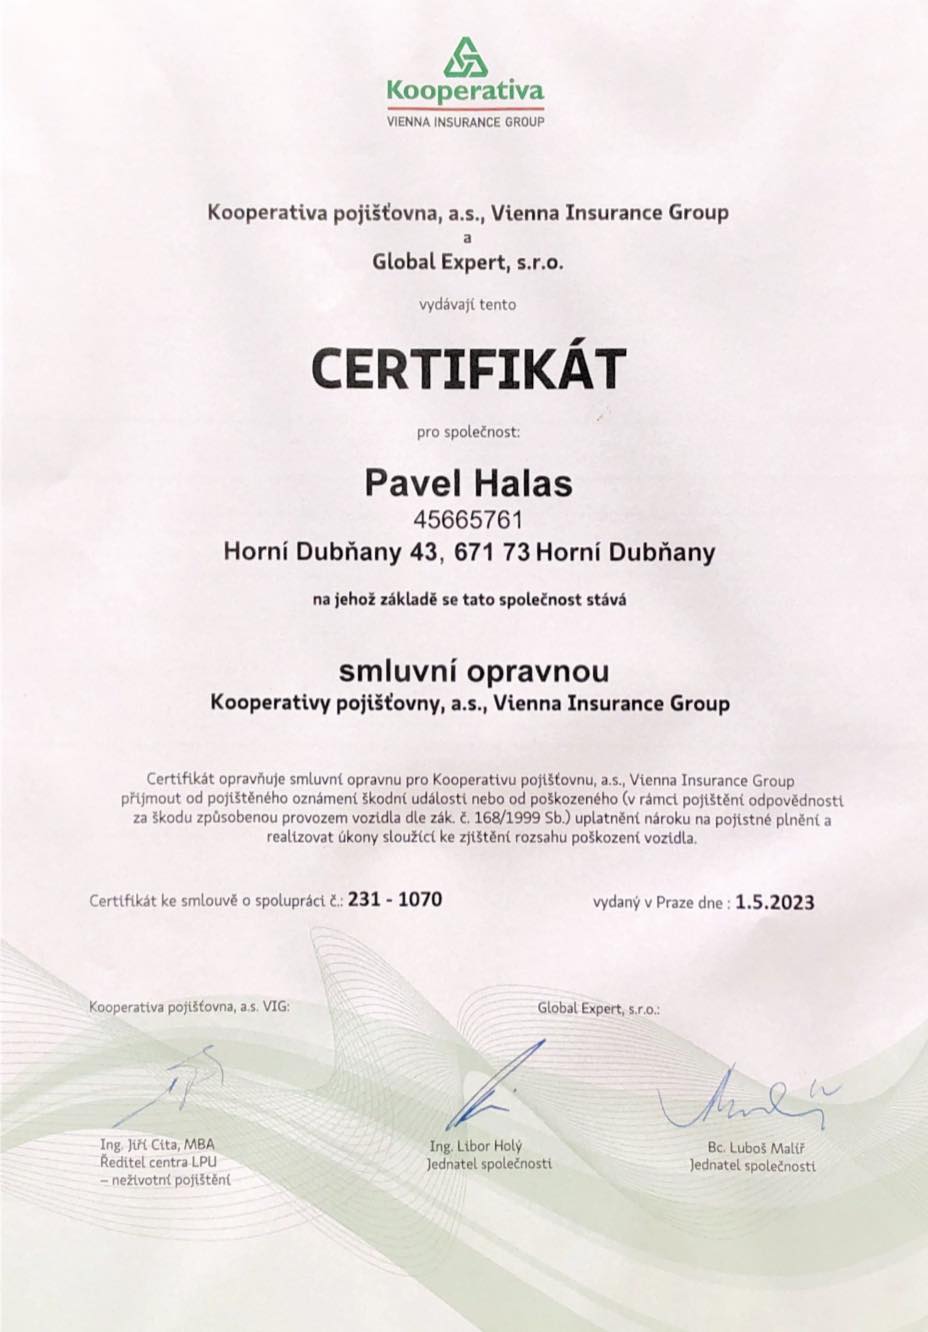 Kooperativa
VIENNA INSURANCE GROUP
Kooperativa pojišťovna, a.s., Vienna Insurance Group
a
Global Expert, s.r.o.
vydávají tento
CERTIFIKÁT
pro společnost:
Pavel Halas
45665761
Horní Dubňany 43, 671 73 Horní Dubňany
na jehož základě se tato společnost stává
smluvní opravnou
Kooperativy pojišťovny, a.s., Vienna Insurance Group
Certifikát opravňuje smluvní opravnu pro Kooperativu pojišťovnu, a.s., Vienna Insurance Group
přijmout od pojištěného oznámení škodní události nebo od poškozeného (v rámci pojištění odpovědnosti
za škodu způsobenou provozem vozidla dle zák. č. 168/1999 Sb.) uplatnění nároku na pojistné plnění a
realizovat úkony sloužící ke zjištění rozsahu poškození vozidla.
Certifikát ke smlouvě o spolupráci č.: 231 - 1070
vydaný v Praze dne : 1.5.2023
Kooperativa pojišťovna, a.s. VIG:
Global Expert, s.r.o.:
Ing. Jiří Cita, MBA
Ředitel centra LPU
– neživotní pojištění
Ing. Libor Holý
Jednatel společnosti
Bc. Luboš Malíř
Jednatel společnosti